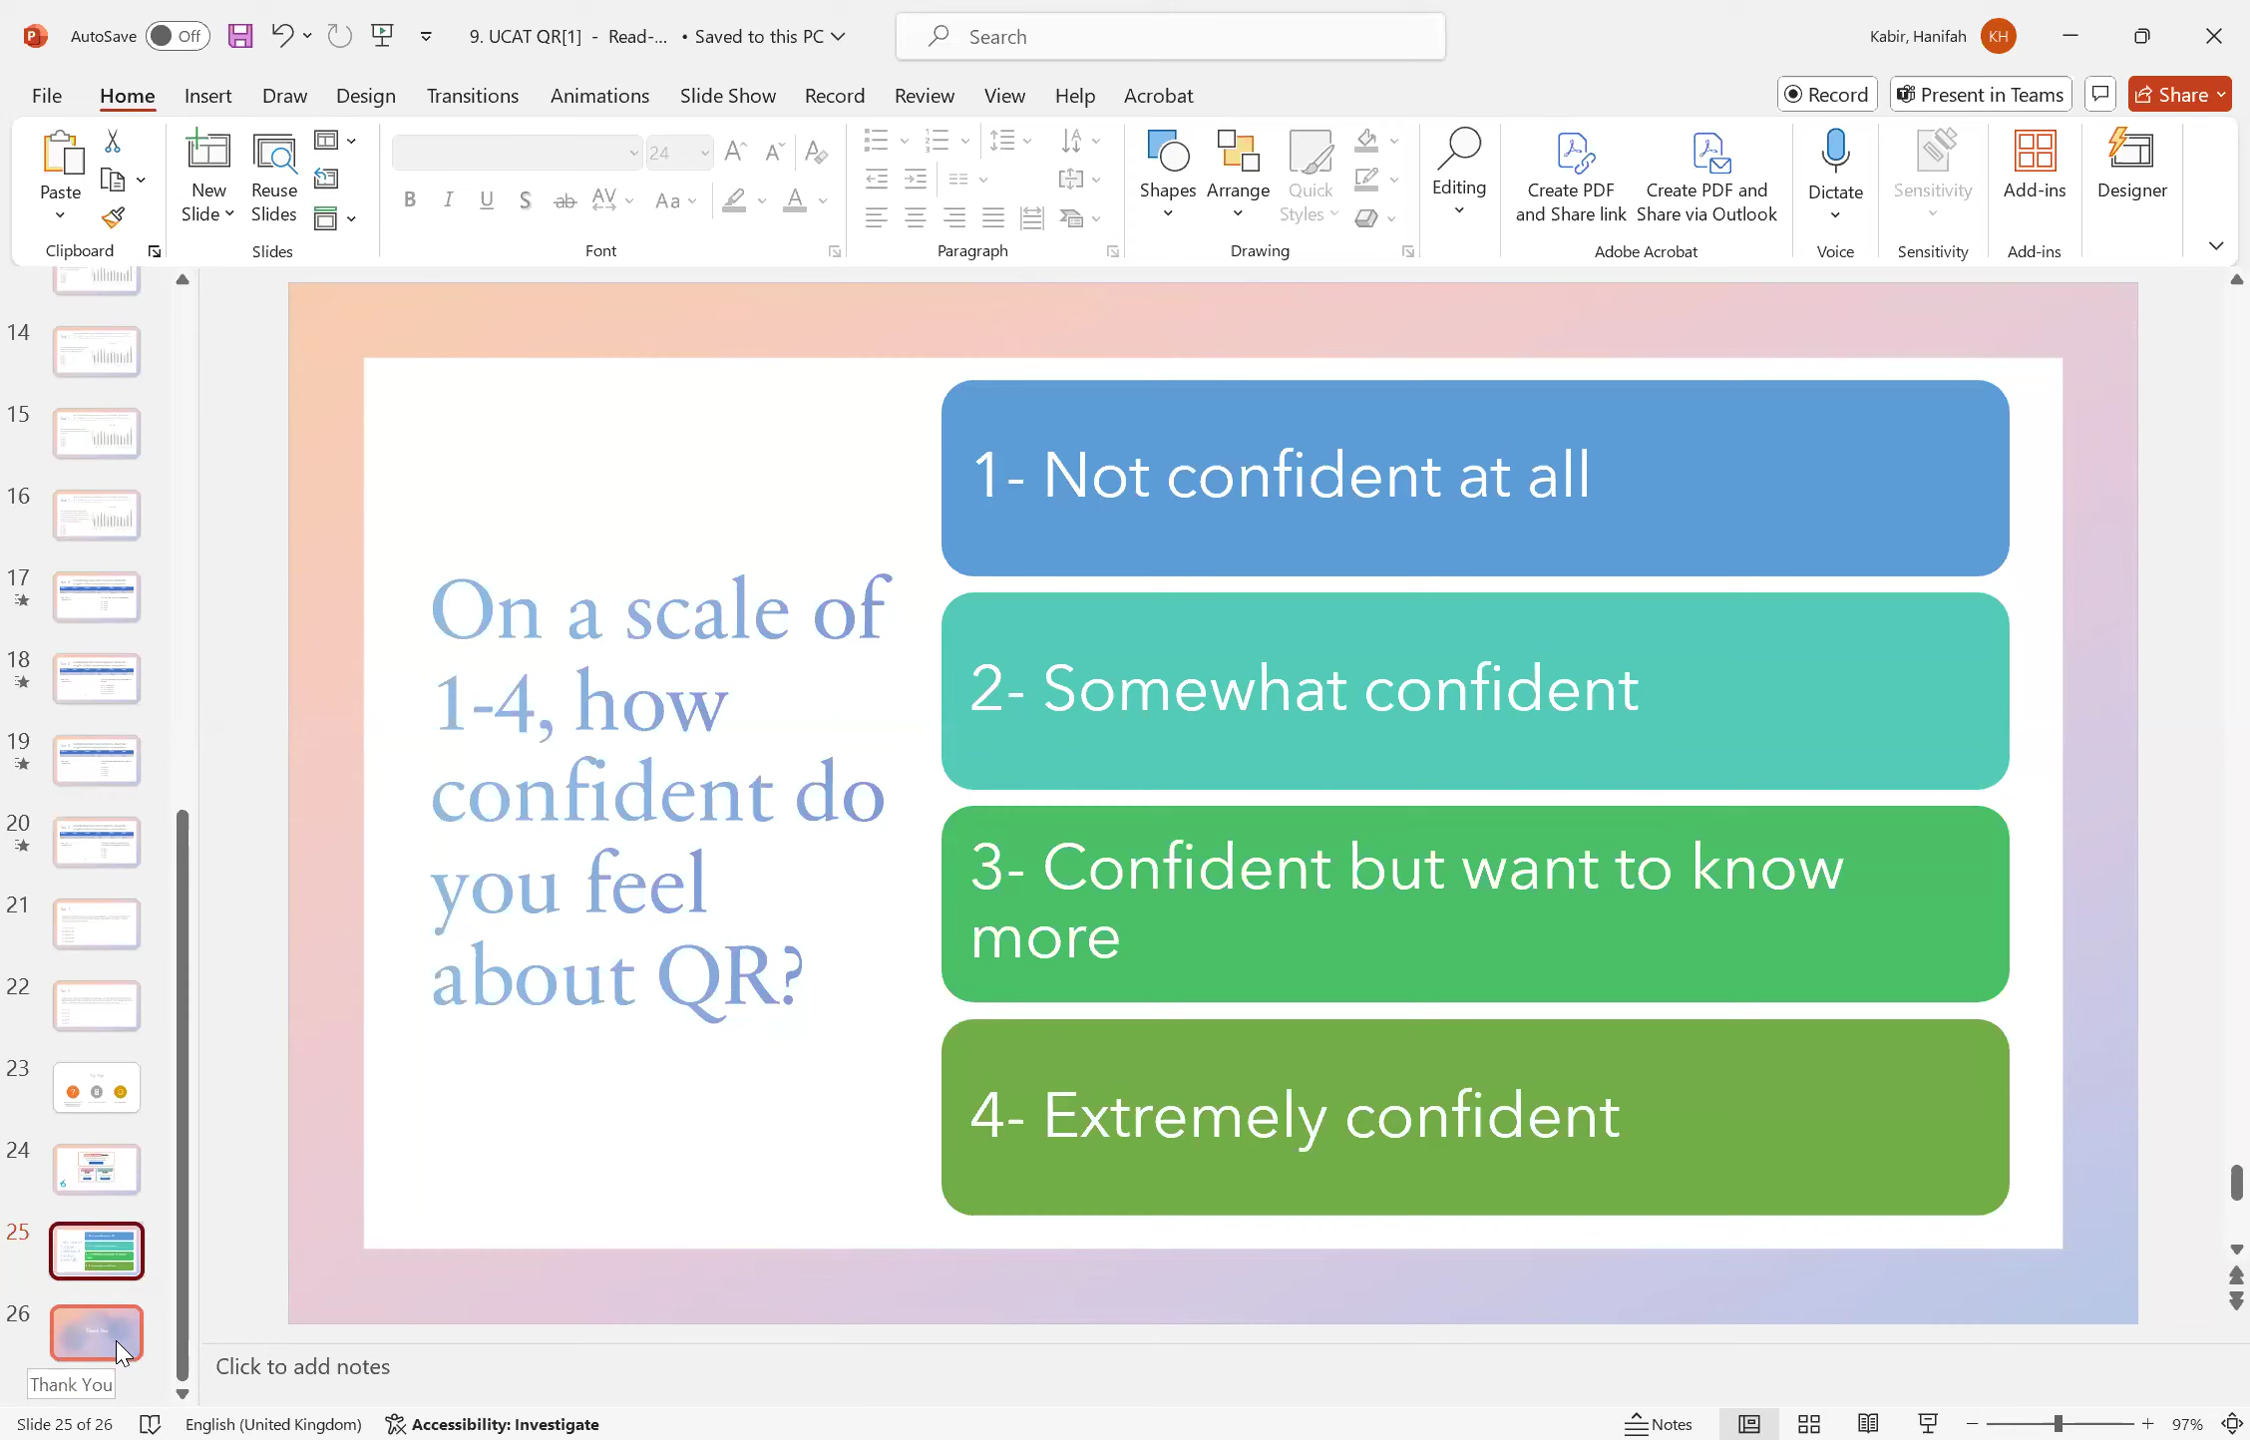 AutoSave Off 9. UCAT QR[1] - Read-... • Saved to this PC Search Kabir, Hanifah KH
File Home Insert Draw Design Transitions Animations Slide Show Record Review View Help Acrobat Record Present in Teams Share
Paste
New
Slide
Reuse
Slides
24
Shapes
Arrange
Quick
Styles
Editing
Create PDF
and Share link
Create PDF and
Share via Outlook
Dictate
Sensitivity
Add-ins
Designer
Clipboard Slides Font Paragraph Drawing Adobe Acrobat Voice Sensitivity Add-ins
14
15
16
17
18
19
20
21
22
23
24
25
26
Thank You
On a scale of
1-4, how
confident do
you feel
about QR?
1- Not confident at all
2- Somewhat confident
3- Confident but want to know
more
4- Extremely confident
Click to add notes
Slide 25 of 26 English (United Kingdom) Accessibility: Investigate Notes 97%